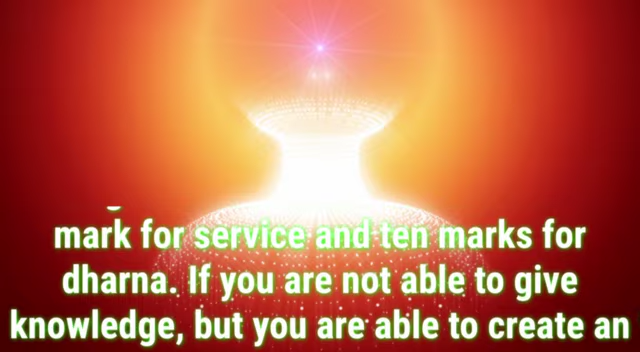 mark for service and ten marks for
dharna. If you are not able to give
knowledge, but you are able to create an